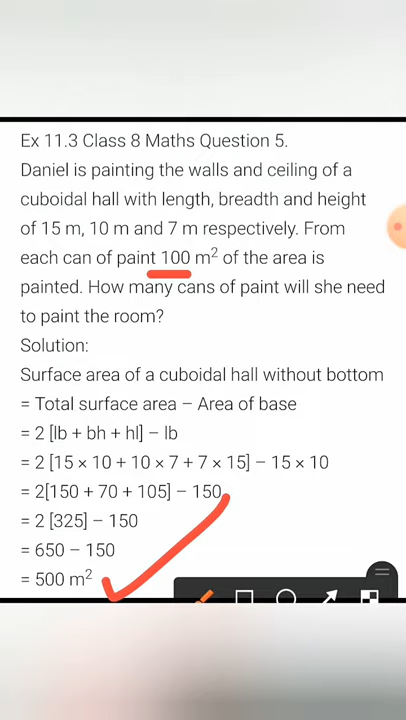 Ex 11.3 Class 8 Maths Question 5.
Daniel is painting the walls and ceiling of a
cuboidal hall with length, breadth and height
of 15 m, 10 m and 7 m respectively. From
each can of paint 100 m² of the area is
painted. How many cans of paint will she need
to paint the room?
Solution:
Surface area of a cuboidal hall without bottom
= Total surface area – Area of base
= 2 [lb + bh + hl] – lb
= 2 [15 × 10 + 10 × 7 + 7 × 15] – 15 × 10
= 2[150 + 70 + 105] – 150
= 2 [325] – 150
= 650 – 150
= 500 m²